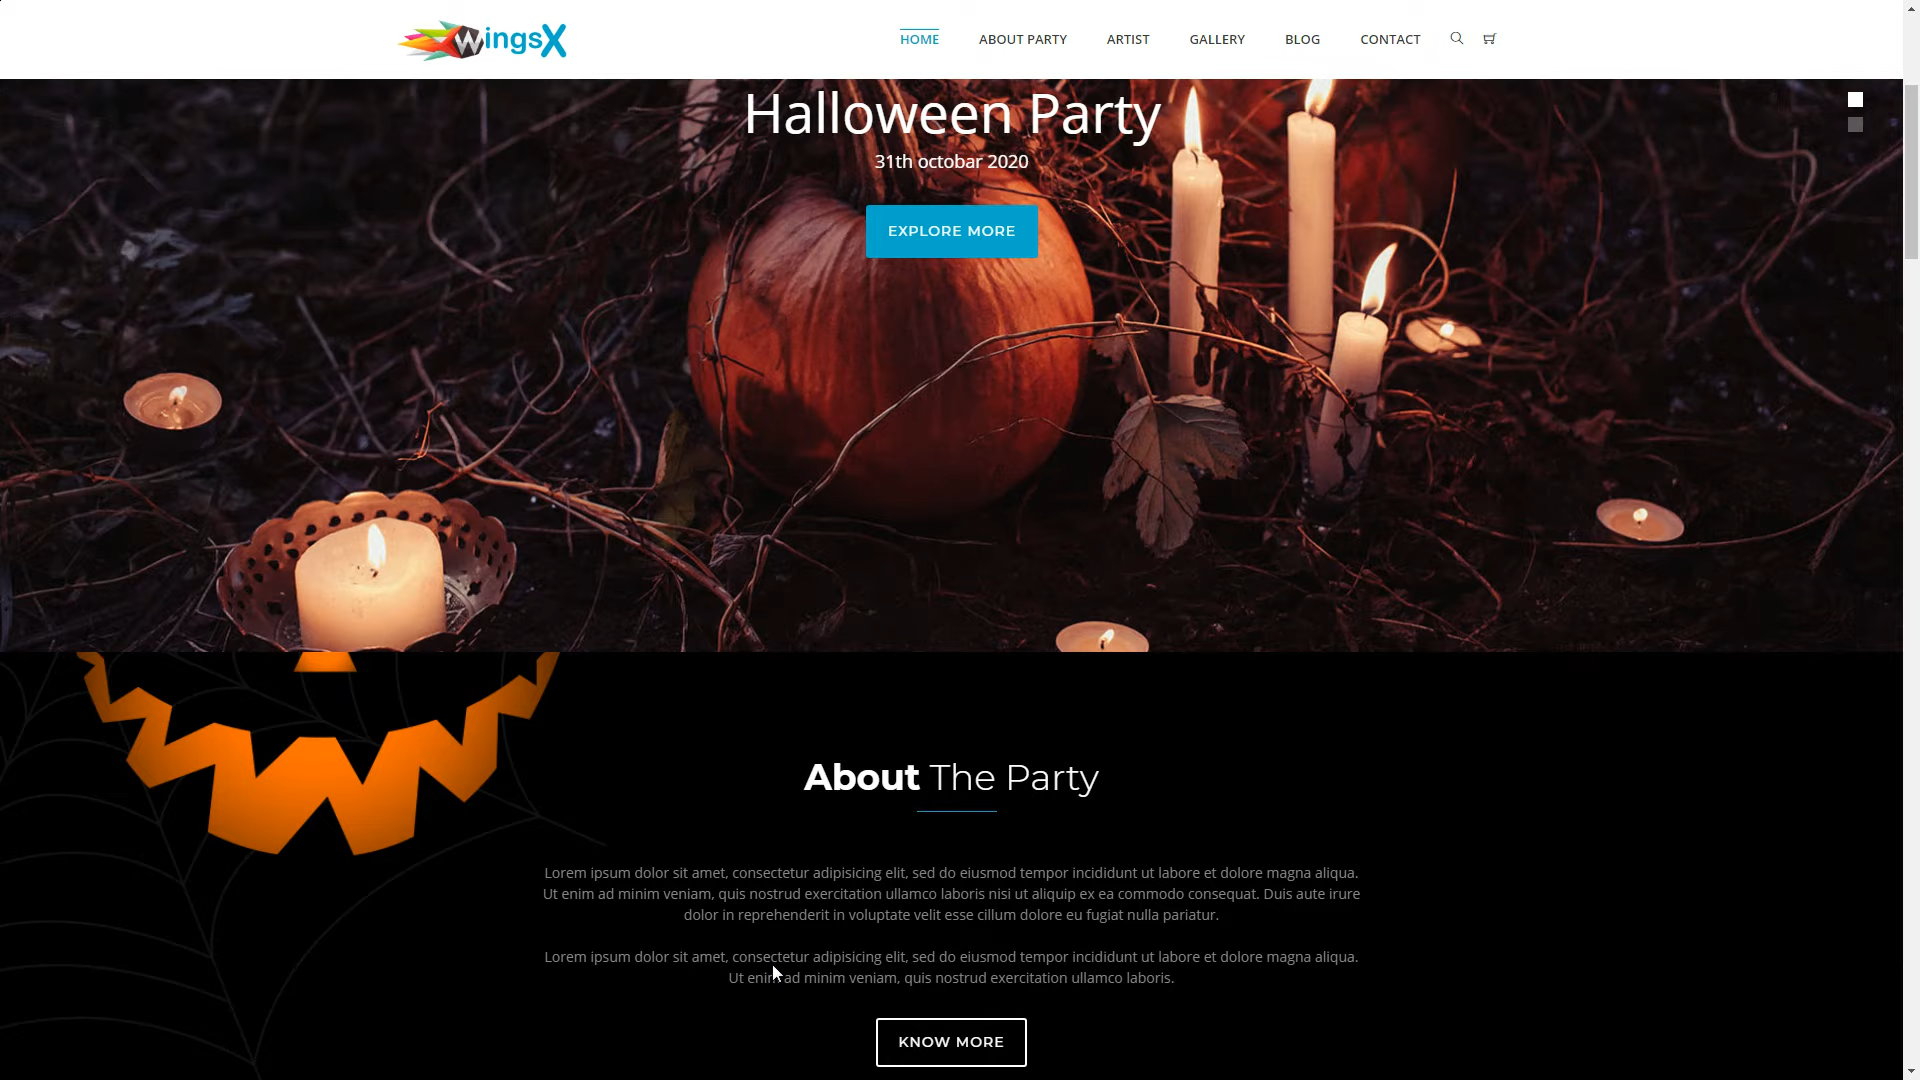 WingsX
HOME ABOUT PARTY ARTIST GALLERY BLOG CONTACT
Halloween Party
31th octobar 2020
EXPLORE MORE
About The Party
Lorem ipsum dolor sit amet, consectetur adipisicing elit, sed do eiusmod tempor incididunt ut labore et dolore magna aliqua.
Ut enim ad minim veniam, quis nostrud exercitation ullamco laboris nisi ut aliquip ex ea commodo consequat. Duis aute irure
dolor in reprehenderit in voluptate velit esse cillum dolore eu fugiat nulla pariatur.
Lorem ipsum dolor sit amet, consectetur adipisicing elit, sed do eiusmod tempor incididunt ut labore et dolore magna aliqua.
Ut enim ad minim veniam, quis nostrud exercitation ullamco laboris.
KNOW MORE